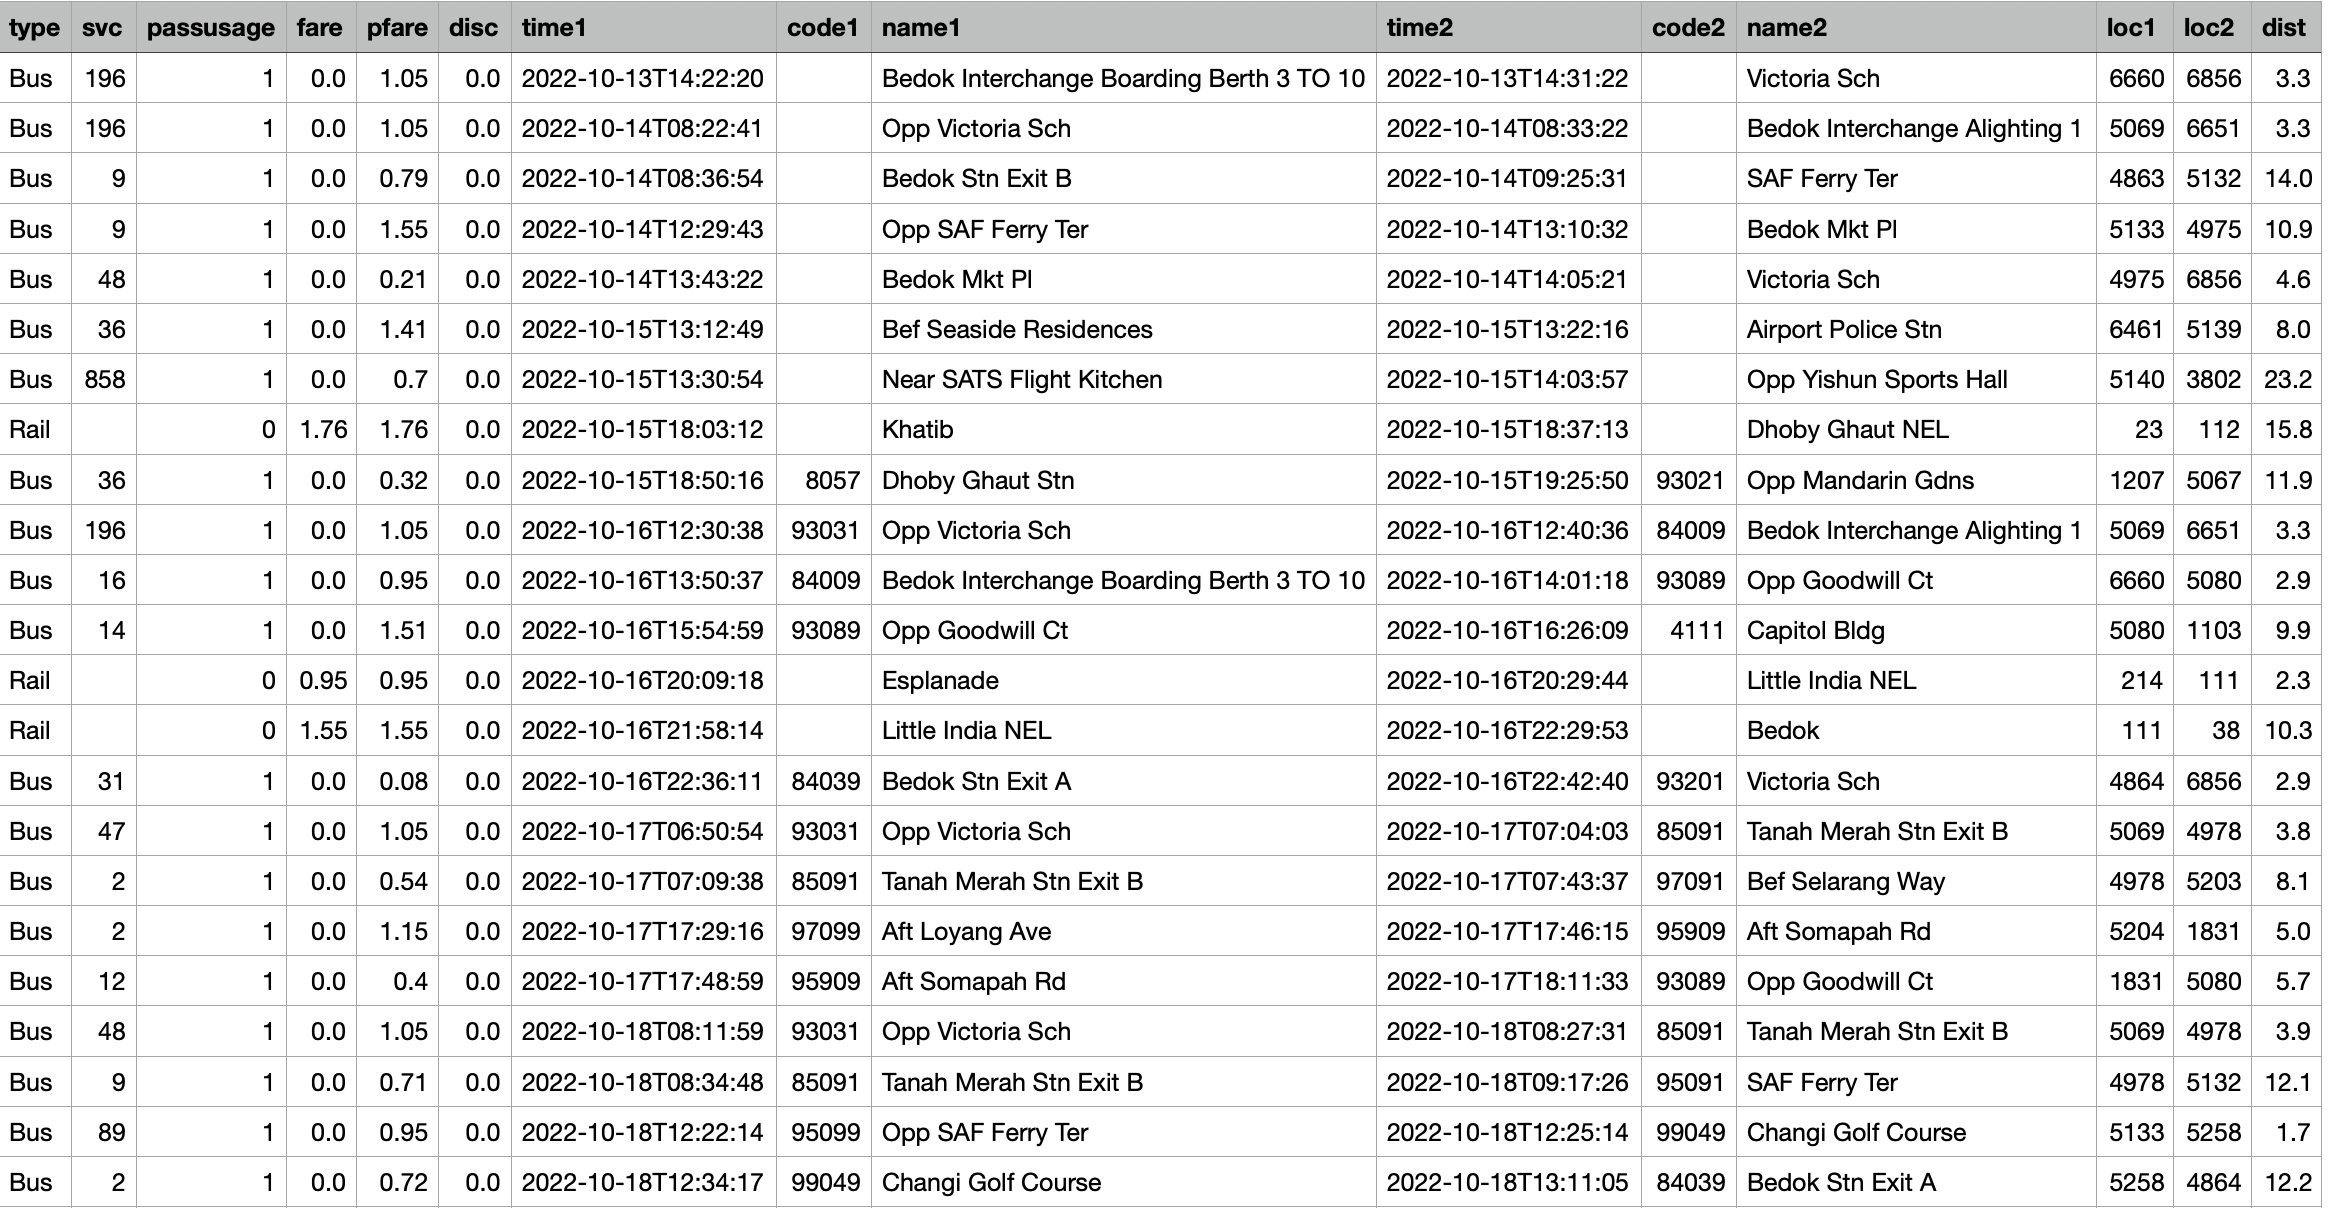 type svc passusage fare pfare disc time1 code1 name1 time2 code2 name2 loc1 loc2 dist
Bus 196 1 0.0 1.05 0.0 2022-10-13T14:22:20 Bedok Interchange Boarding Berth 3 TO 10 2022-10-13T14:31:22 Victoria Sch 6660 6856 3.3
Bus 196 1 0.0 1.05 0.0 2022-10-14T08:22:41 Opp Victoria Sch 2022-10-14T08:33:22 Bedok Interchange Alighting 1 5069 6651 3.3
Bus 9 1 0.0 0.79 0.0 2022-10-14T08:36:54 Bedok Stn Exit B 2022-10-14T09:25:31 SAF Ferry Ter 4863 5132 14.0
Bus 9 1 0.0 1.55 0.0 2022-10-14T12:29:43 Opp SAF Ferry Ter 2022-10-14T13:10:32 Bedok Mkt Pl 5133 4975 10.9
Bus 48 1 0.0 0.21 0.0 2022-10-14T13:43:22 Bedok Mkt Pl 2022-10-14T14:05:21 Victoria Sch 4975 6856 4.6
Bus 36 1 0.0 1.41 0.0 2022-10-15T13:12:49 Bef Seaside Residences 2022-10-15T13:22:16 Airport Police Stn 6461 5139 8.0
Bus 858 1 0.0 0.7 0.0 2022-10-15T13:30:54 Near SATS Flight Kitchen 2022-10-15T14:03:57 Opp Yishun Sports Hall 5140 3802 23.2
Rail 0 1.76 1.76 0.0 2022-10-15T18:03:12 Khatib 2022-10-15T18:37:13 Dhoby Ghaut NEL 23 112 15.8
Bus 36 1 0.0 0.32 0.0 2022-10-15T18:50:16 8057 Dhoby Ghaut Stn 2022-10-15T19:25:50 93021 Opp Mandarin Gdns 1207 5067 11.9
Bus 196 1 0.0 1.05 0.0 2022-10-16T12:30:38 93031 Opp Victoria Sch 2022-10-16T12:40:36 84009 Bedok Interchange Alighting 1 5069 6651 3.3
Bus 16 1 0.0 0.95 0.0 2022-10-16T13:50:37 84009 Bedok Interchange Boarding Berth 3 TO 10 2022-10-16T14:01:18 93089 Opp Goodwill Ct 6660 5080 2.9
Bus 14 1 0.0 1.51 0.0 2022-10-16T15:54:59 93089 Opp Goodwill Ct 2022-10-16T16:26:09 4111 Capitol Bldg 5080 1103 9.9
Rail 0 0.95 0.95 0.0 2022-10-16T20:09:18 Esplanade 2022-10-16T20:29:44 Little India NEL 214 111 2.3
Rail 0 1.55 1.55 0.0 2022-10-16T21:58:14 Little India NEL 2022-10-16T22:29:53 Bedok 111 38 10.3
Bus 31 1 0.0 0.08 0.0 2022-10-16T22:36:11 84039 Bedok Stn Exit A 2022-10-16T22:42:40 93201 Victoria Sch 4864 6856 2.9
Bus 47 1 0.0 1.05 0.0 2022-10-17T06:50:54 93031 Opp Victoria Sch 2022-10-17T07:04:03 85091 Tanah Merah Stn Exit B 5069 4978 3.8
Bus 2 1 0.0 0.54 0.0 2022-10-17T07:09:38 85091 Tanah Merah Stn Exit B 2022-10-17T07:43:37 97091 Bef Selarang Way 4978 5203 8.1
Bus 2 1 0.0 1.15 0.0 2022-10-17T17:29:16 97099 Aft Loyang Ave 2022-10-17T17:46:15 95909 Aft Somapah Rd 5204 1831 5.0
Bus 12 1 0.0 0.4 0.0 2022-10-17T17:48:59 95909 Aft Somapah Rd 2022-10-17T18:11:33 93089 Opp Goodwill Ct 1831 5080 5.7
Bus 48 1 0.0 1.05 0.0 2022-10-18T08:11:59 93031 Opp Victoria Sch 2022-10-18T08:27:31 85091 Tanah Merah Stn Exit B 5069 4978 3.9
Bus 9 1 0.0 0.71 0.0 2022-10-18T08:34:48 85091 Tanah Merah Stn Exit B 2022-10-18T09:17:26 95091 SAF Ferry Ter 4978 5132 12.1
Bus 89 1 0.0 0.95 0.0 2022-10-18T12:22:14 95099 Opp SAF Ferry Ter 2022-10-18T12:25:14 99049 Changi Golf Course 5133 5258 1.7
Bus 2 1 0.0 0.72 0.0 2022-10-18T12:34:17 99049 Changi Golf Course 2022-10-18T13:11:05 84039 Bedok Stn Exit A 5258 4864 12.2